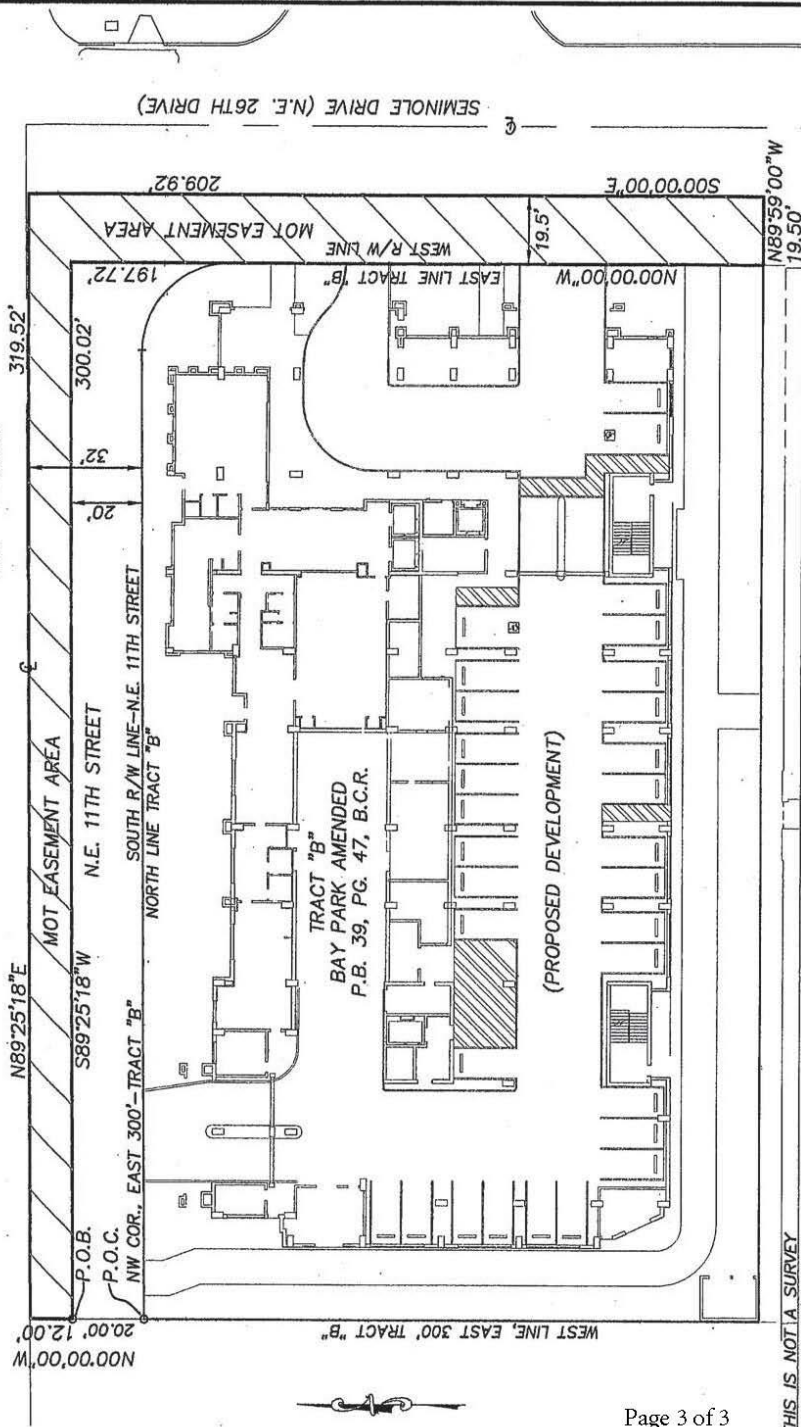 SEMINOLE DRIVE (N.E. 26TH DRIVE)
209.92'
S00°00'00"E
MOT EASEMENT AREA
WEST R/W LINE
19.5'
N89°59'00"W
19.50'
197.72'
EAST LINE TRACT "B"
N00°00'00"W
319.52'
300.02'
32'
20'
N89°25'18"E
MOT EASEMENT AREA
S89°25'18"W
N.E. 11TH STREET
SOUTH R/W LINE-N.E. 11TH STREET
NORTH LINE TRACT "B"
TRACT "B"
BAY PARK AMENDED
P.B. 39, PG. 47, B.C.R.
(PROPOSED DEVELOPMENT)
P.O.B.
P.O.C.
NW COR., EAST 300'-TRACT "B"
12.00'
20.00'
N00°00'00"W
WEST LINE, EAST 300' TRACT "B"
THIS IS NOT A SURVEY
Page 3 of 3